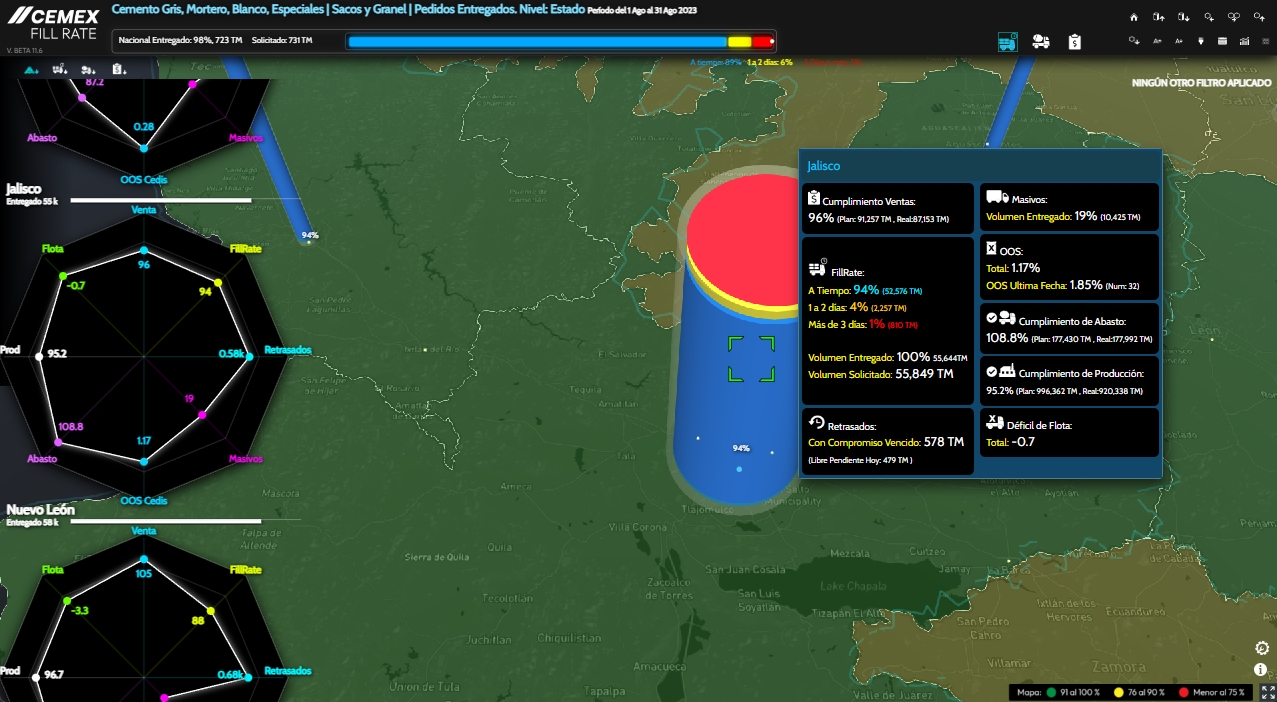 CEMEX
FILL RATE
V. BETA 11.6
Cemento Gris, Mortero, Blanco, Especiales | Sacos y Granel | Pedidos Entregados. Nivel: Estado Período del 1 Ago al 31 Ago 2023
Nacional Entregado: 98%, 723 TM Solicitado: 731 TM
A tiempo: 89% 1 a 2 días: 6%
NINGÚN OTRO FILTRO APLICADO
87.2
Abasto
0.28
Masivos
OOS Cedis
Jalisco
Entregado 55 k
Venta
Flota
FillRate
96
-0.7
94
Prod
95.2
0.58k
Retrasados
19
108.8
1.17
Abasto
Masivos
OOS Cedis
Nuevo León
Entregado 58 k
Venta
Flota
FillRate
105
-3.3
88
Prod
96.7
0.68k
Retrasados
94%
94%
Jalisco
Cumplimiento Ventas:
96% (Plan: 91,257 TM , Real:87,153 TM)
FillRate:
A Tiempo: 94% (52,576 TM)
1 a 2 días: 4% (2,257 TM)
Más de 3 días: 1% (810 TM)
Volumen Entregado: 100% 55,644TM
Volumen Solicitado: 55,849 TM
Retrasados:
Con Compromiso Vencido: 578 TM
(Libre Pendiente Hoy: 479 TM )
Masivos:
Volumen Entregado: 19% (10,425 TM)
OOS:
Total: 1.17%
OOS Ultima Fecha: 1.85% (Num: 32)
Cumplimiento de Abasto:
108.8% (Plan: 177,430 TM , Real:177,992 TM)
Cumplimiento de Producción:
95.2% (Plan: 996,362 TM , Real:920,338 TM)
Déficil de Flota:
Total: -0.7
El Salvador
Tequila
Amatitán
Tala
Ameca
Mascota
Talpa de
Allende
Tlajomulco
Villa Corona
Quila
Sierra de Quila
Tecolotlán
Juchitlán
Chiquilistlán
Unión de Tula
Tapalpa
Amacueca
Zacoalco
de Torres
San Juan Cosalá
San Luis
Soyatlán
Mezcala
Lake Chapala
Tizapán El Alto
Cuitzeo
Jamay
La Barca
San Pedro
Cahro
Ixtlán de los
Hervores
Ecuandureo
Villamar
Zamora
Valle de Juárez
Ayotlán
León
Mapa: 91 al 100 % 76 al 90 % Menor al 75 %